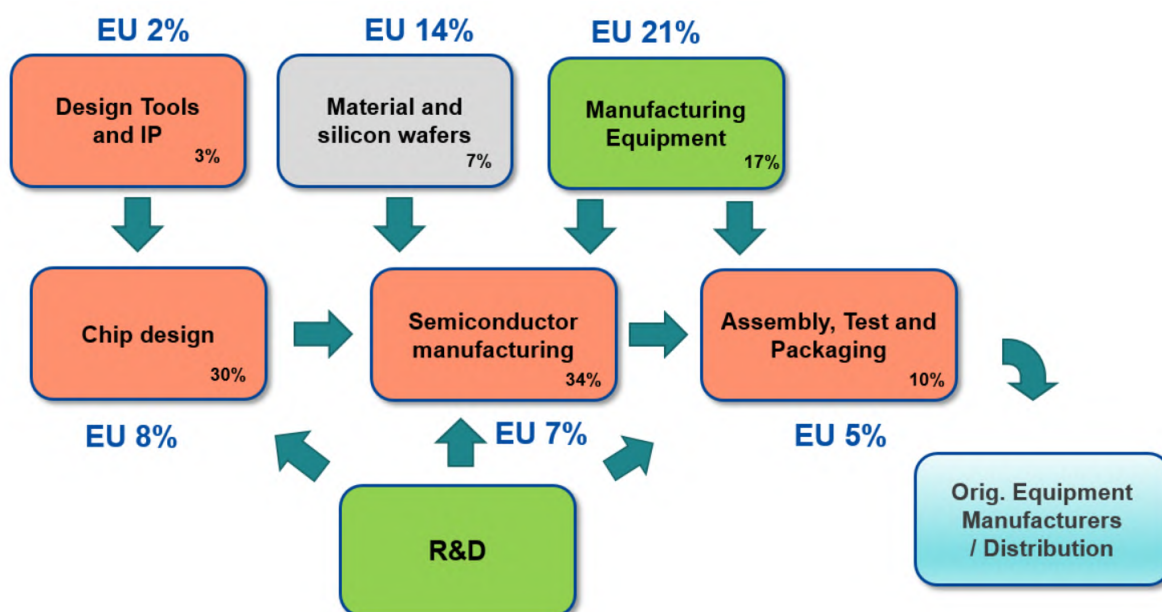 EU 2%
EU 14%
EU 21%
Design Tools
and IP
3%
Material and
silicon wafers
7%
Manufacturing
Equipment
17%
Chip design
30%
Semiconductor
manufacturing
34%
Assembly, Test and
Packaging
10%
EU 8%
EU 7%
EU 5%
R&D
Orig. Equipment
Manufacturers
/ Distribution